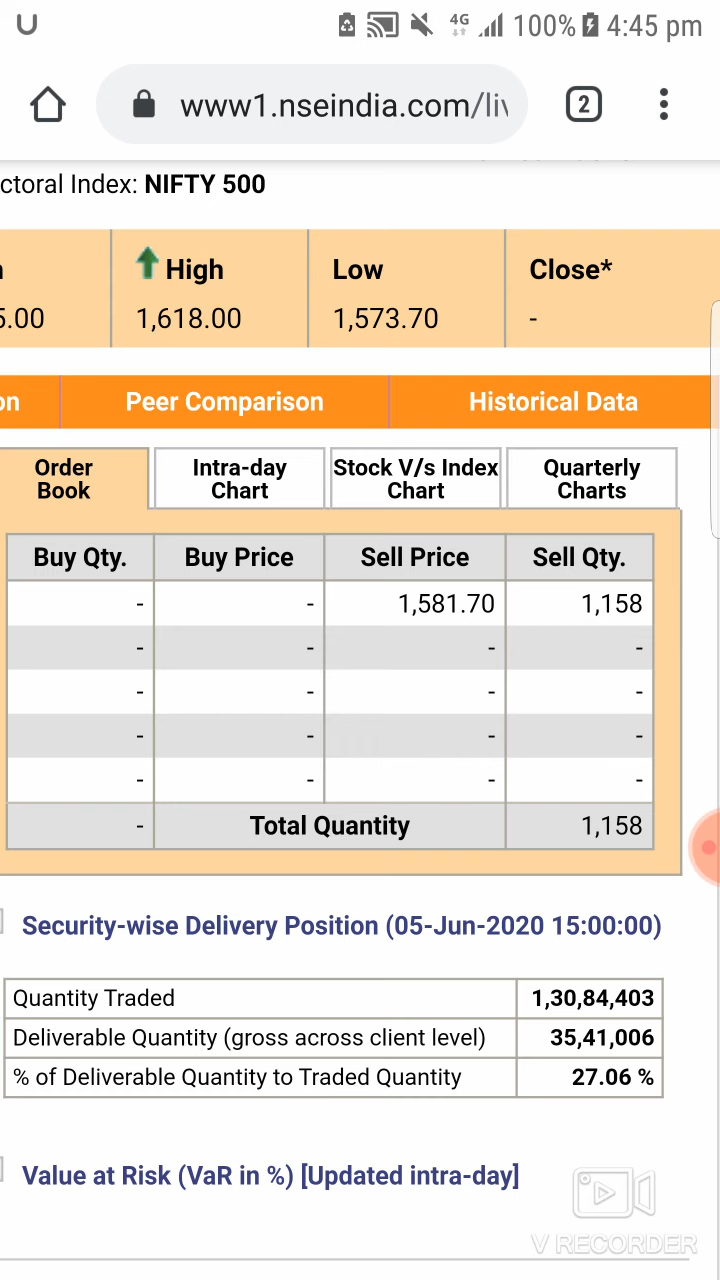 4G 100% 4:45 pm
www1.nseindia.com/liv
2
ctoral Index: NIFTY 500
High Low Close*
5.00 1,618.00 1,573.70 -
on Peer Comparison Historical Data
Order Book Intra-day Chart Stock V/s Index Chart Quarterly Charts
Buy Qty. Buy Price Sell Price Sell Qty.
- - 1,581.70 1,158
- - - -
- - - -
- - - -
- - - -
- Total Quantity 1,158
Security-wise Delivery Position (05-Jun-2020 15:00:00)
Quantity Traded 1,30,84,403
Deliverable Quantity (gross across client level) 35,41,006
% of Deliverable Quantity to Traded Quantity 27.06 %
Value at Risk (VaR in %) [Updated intra-day]
V RECORDER